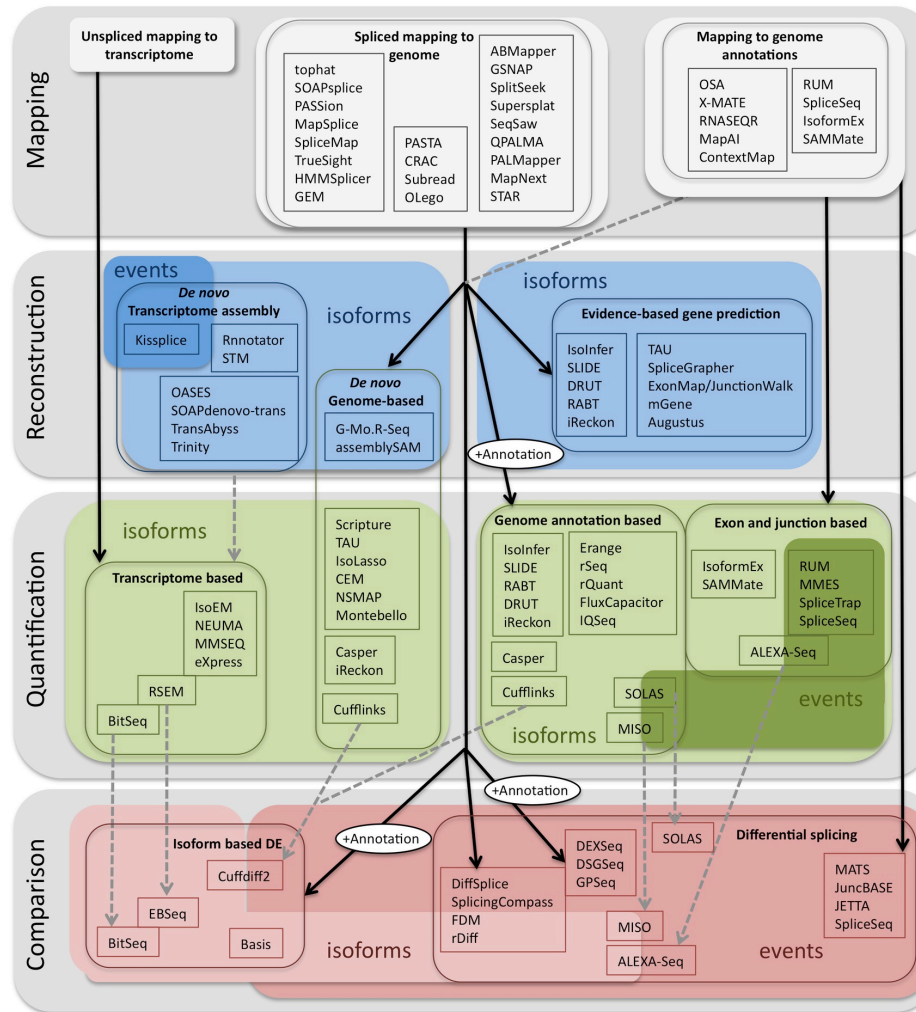 Mapping
Unspliced mapping to
transcriptome
Spliced mapping to
genome
tophat
SOAPsplice
PASSion
MapSplice
SpliceMap
TrueSight
HMMSplicer
GEM
PASTA
CRAC
Subread
OLego
ABMapper
GSNAP
SplitSeek
Supersplat
SeqSaw
QPALMA
PALMapper
MapNext
STAR
Mapping to genome
annotations
OSA
X-MATE
RNASEQR
MapAI
ContextMap
RUM
SpliceSeq
IsoformEx
SAMMate
Reconstruction
events
De novo
Transcriptome assembly
isoforms
Kissplice
Rnnotator
STM
OASES
SOAPdenovo-trans
TransAbyss
Trinity
De novo
Genome-based
G-Mo.R-Seq
assemblySAM
isoforms
Evidence-based gene prediction
IsoInfer
SLIDE
DRUT
RABT
iReckon
TAU
SpliceGrapher
ExonMap/JunctionWalk
mGene
Augustus
+Annotation
Quantification
isoforms
Transcriptome based
IsoEM
NEUMA
MMSEQ
eXpress
RSEM
BitSeq
Scripture
TAU
IsoLasso
CEM
NSMAP
Montebello
Casper
iReckon
Cufflinks
Genome annotation based
IsoInfer
SLIDE
RABT
DRUT
iReckon
Erange
rSeq
rQuant
FluxCapacitor
IQSeq
Casper
Cufflinks
SOLAS
MISO
isoforms
Exon and junction based
IsoformEx
SAMMate
RUM
MMES
SpliceTrap
SpliceSeq
ALEXA-Seq
events
Comparison
+Annotation
+Annotation
Isoform based DE
Cuffdiff2
EBSeq
BitSeq
Basis
isoforms
Differential splicing
DiffSplice
SplicingCompass
FDM
rDiff
DEXSeq
DSGSeq
GPSeq
SOLAS
MISO
ALEXA-Seq
MATS
JuncBASE
JETTA
SpliceSeq
events